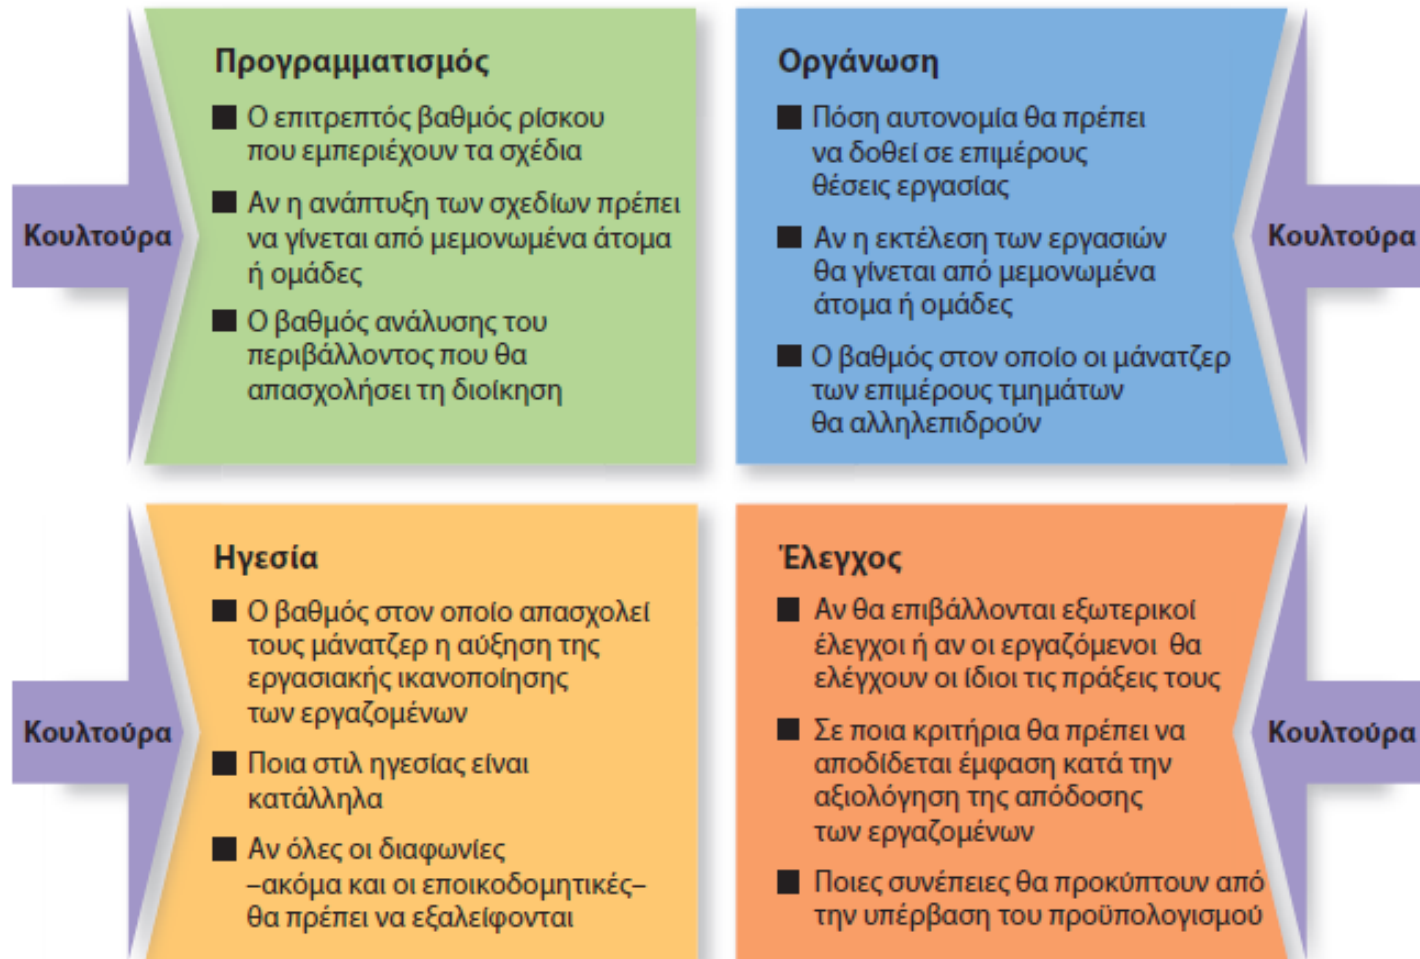 Προγραμματισμός
■ Ο επιτρεπτός βαθμός ρίσκου
που εμπεριέχουν τα σχέδια
■ Αν η ανάπτυξη των σχεδίων πρέπει
να γίνεται από μεμονωμένα άτομα
ή ομάδες
■ Ο βαθμός ανάλυσης του
περιβάλλοντος που θα
απασχολήσει τη διοίκηση
Κουλτούρα
Οργάνωση
■ Πόση αυτονομία θα πρέπει
να δοθεί σε επιμέρους
θέσεις εργασίας
■ Αν η εκτέλεση των εργασιών
θα γίνεται από μεμονωμένα
άτομα ή ομάδες
■ Ο βαθμός στον οποίο οι μάνατζερ
των επιμέρους τμημάτων
θα αλληλεπιδρούν
Κουλτούρα
Ηγεσία
■ Ο βαθμός στον οποίο απασχολεί
τους μάνατζερ η αύξηση της
εργασιακής ικανοποίησης
των εργαζομένων
■ Ποια στιλ ηγεσίας είναι
κατάλληλα
■ Αν όλες οι διαφωνίες
–ακόμα και οι εποικοδομητικές–
θα πρέπει να εξαλείφονται
Κουλτούρα
Έλεγχος
■ Αν θα επιβάλλονται εξωτερικοί
έλεγχοι ή αν οι εργαζόμενοι θα
ελέγχουν οι ίδιοι τις πράξεις τους
■ Σε ποια κριτήρια θα πρέπει να
αποδίδεται έμφαση κατά την
αξιολόγηση της απόδοσης
των εργαζομένων
■ Ποιες συνέπειες θα προκύπτουν από
την υπέρβαση του προϋπολογισμού
Κουλτούρα